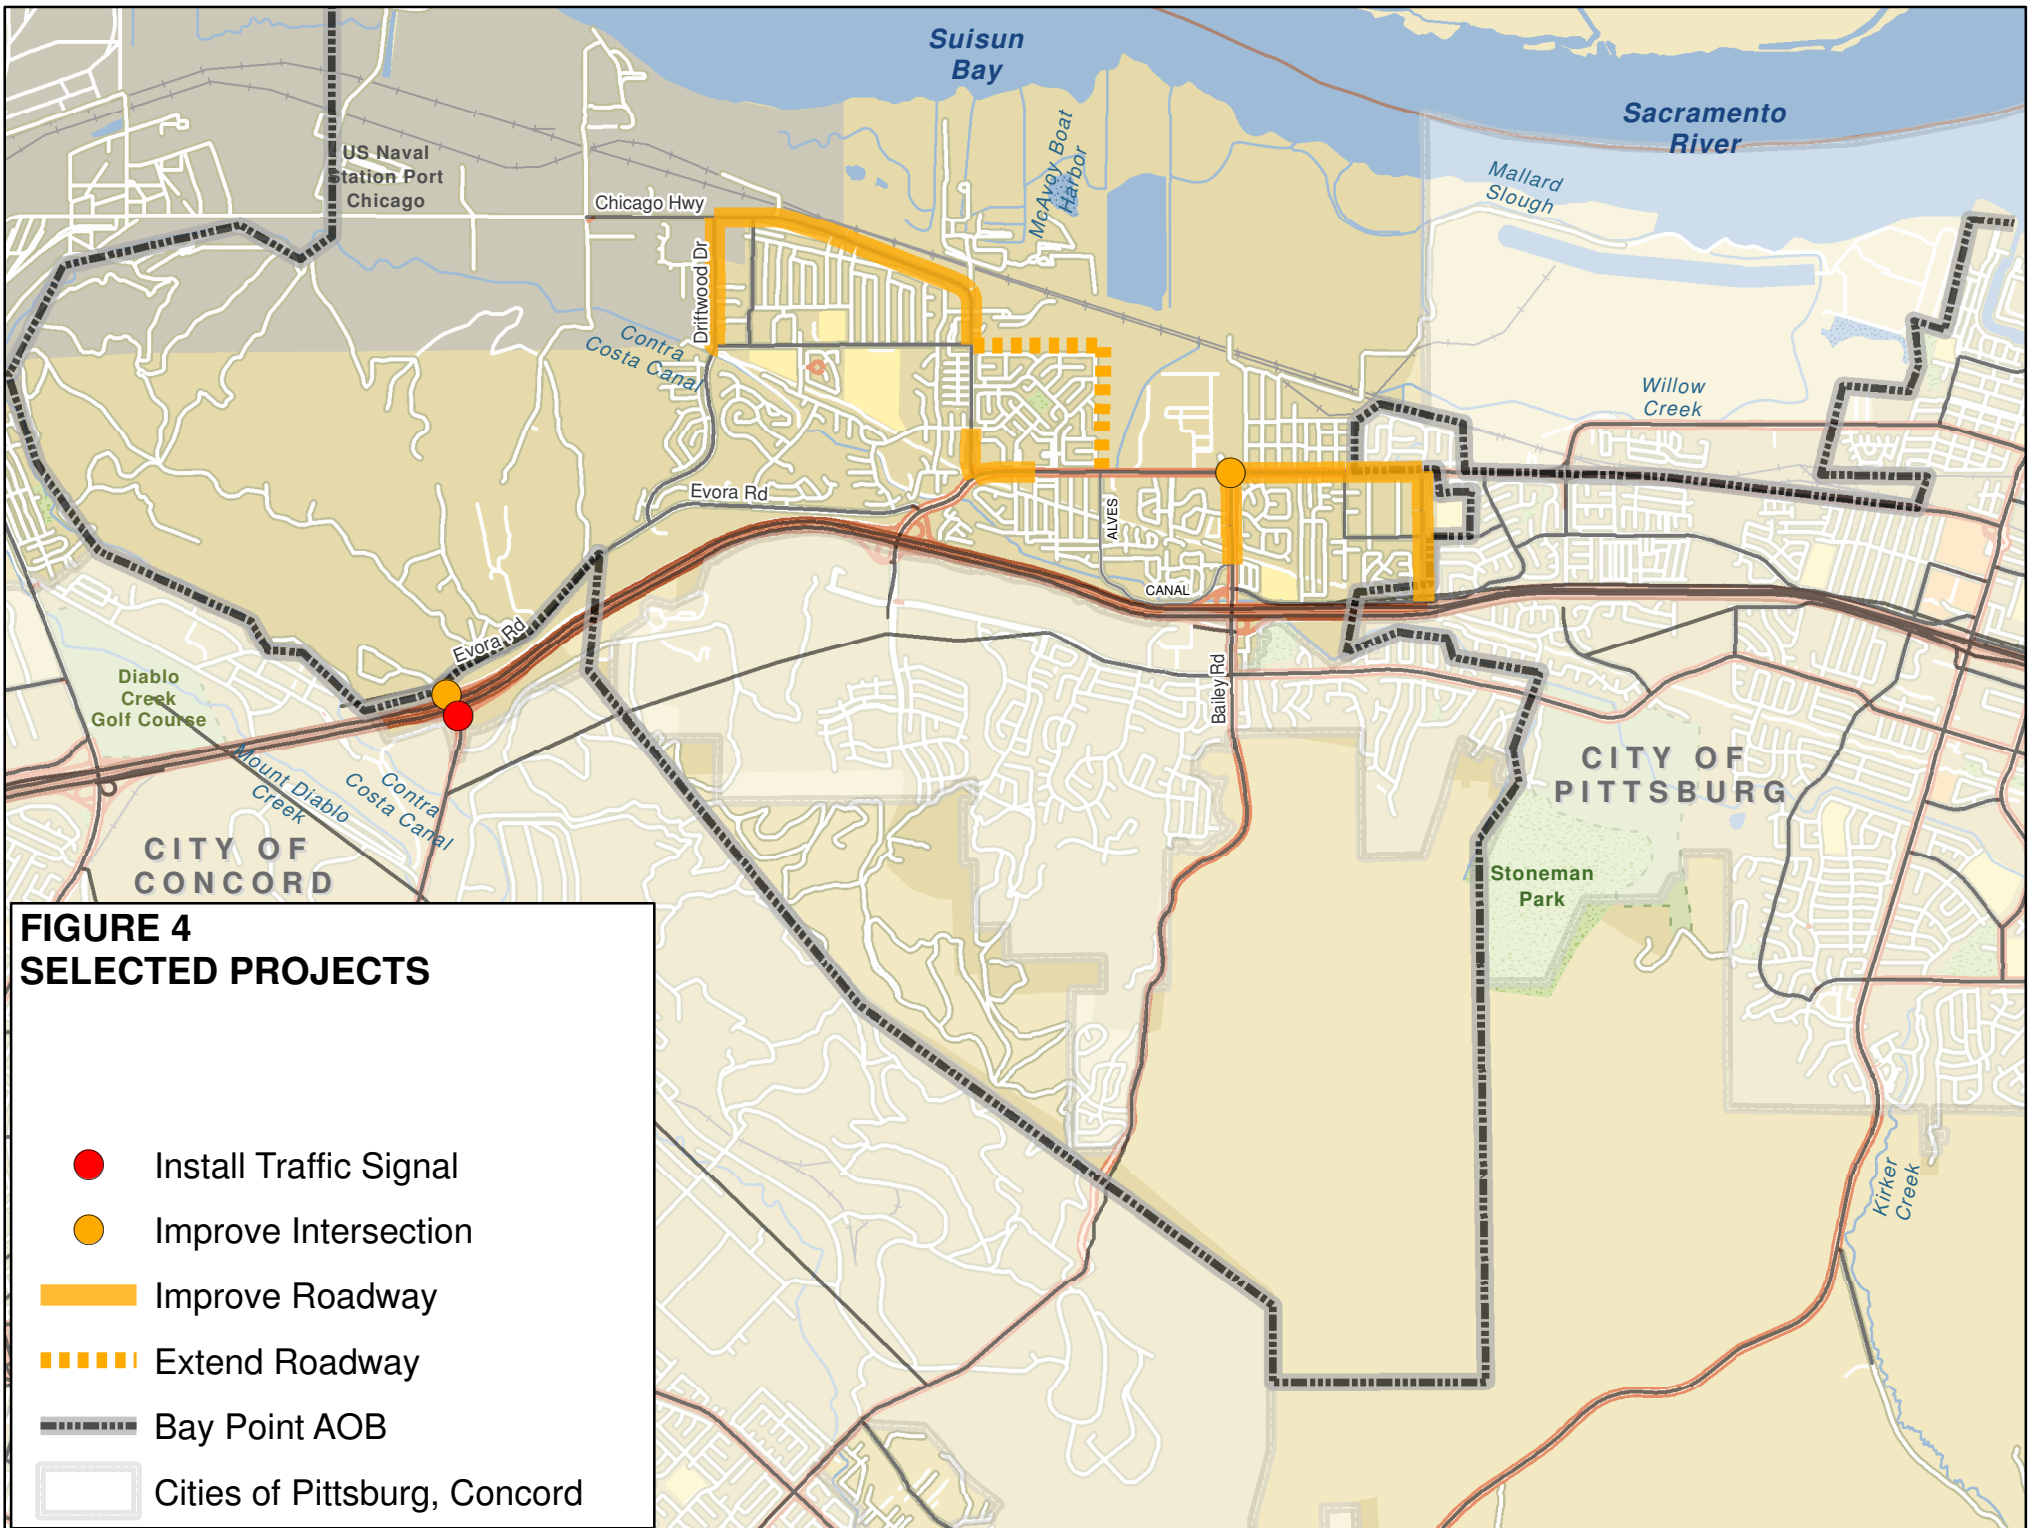 Suisun
Bay
Sacramento
River
McAvoy Boat
Harbor
Mallard
Slough
US Naval
Station Port
Chicago
Chicago Hwy
Driftwood Dr
Contra
Costa Canal
Willow
Creek
Evora Rd
ALVES
CANAL
Evora Rd
Bailey Rd
Diablo
Creek
Golf Course
Mount Diablo
Creek
Contra
Costa Canal
CITY OF
PITTSBURG
CITY OF
CONCORD
Stoneman
Park
Kirker
Creek
FIGURE 4
SELECTED PROJECTS
Install Traffic Signal
Improve Intersection
Improve Roadway
Extend Roadway
Bay Point AOB
Cities of Pittsburg, Concord